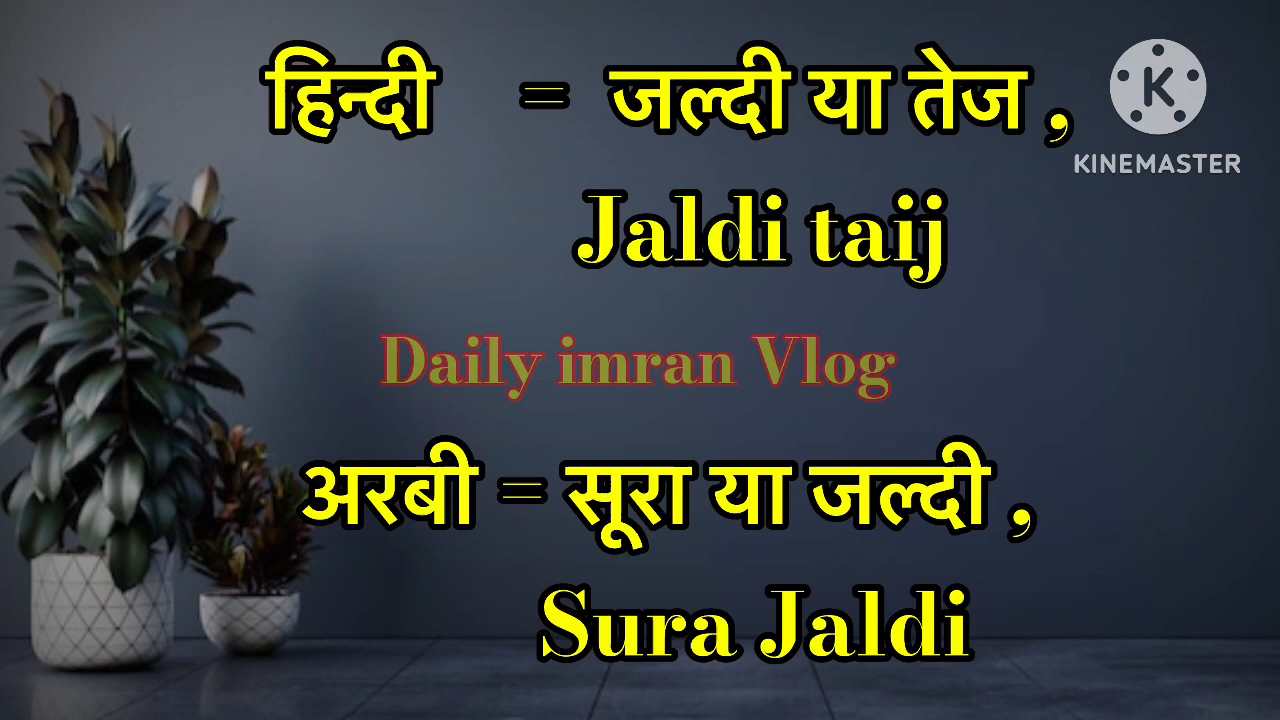 हिन्दी = जल्दी या तेज ,
K
KINEMASTER
Jaldi taij
Daily imran Vlog
अरबी = सूरा या जल्दी ,
Sura Jaldi